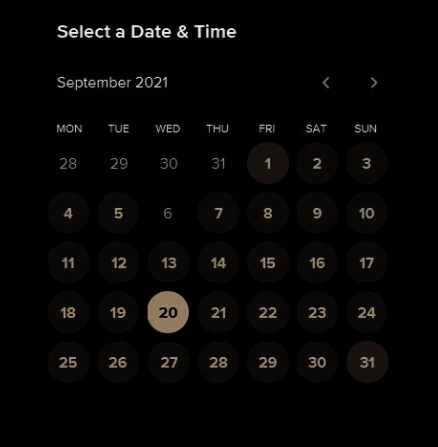 Select a Date & Time
September 2021
MON TUE WED THU FRI SAT SUN
28 29 30 31 1 2 3
4 5 6 7 8 9 10
11 12 13 14 15 16 17
18 19 20 21 22 23 24
25 26 27 28 29 30 31